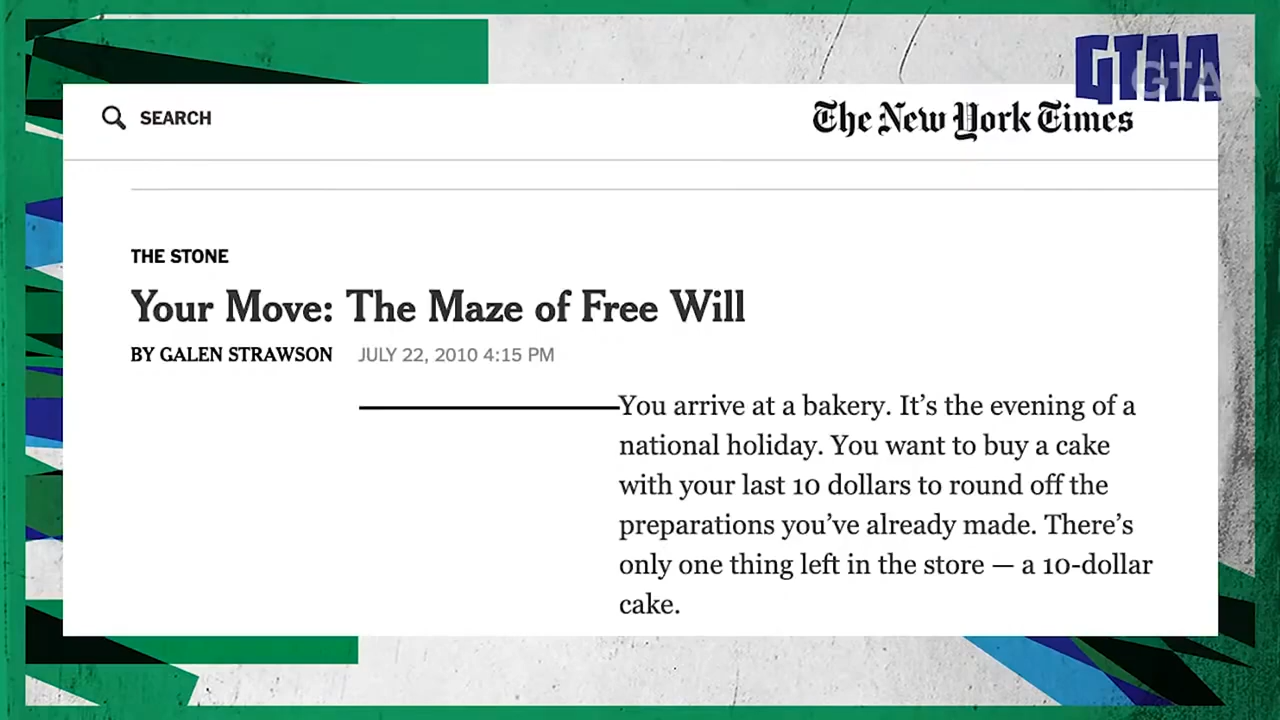 GTAA
GTAA
SEARCH
The New York Times
THE STONE
Your Move: The Maze of Free Will
BY GALEN STRAWSON JULY 22, 2010 4:15 PM
You arrive at a bakery. It’s the evening of a
national holiday. You want to buy a cake
with your last 10 dollars to round off the
preparations you’ve already made. There’s
only one thing left in the store — a 10-dollar
cake.